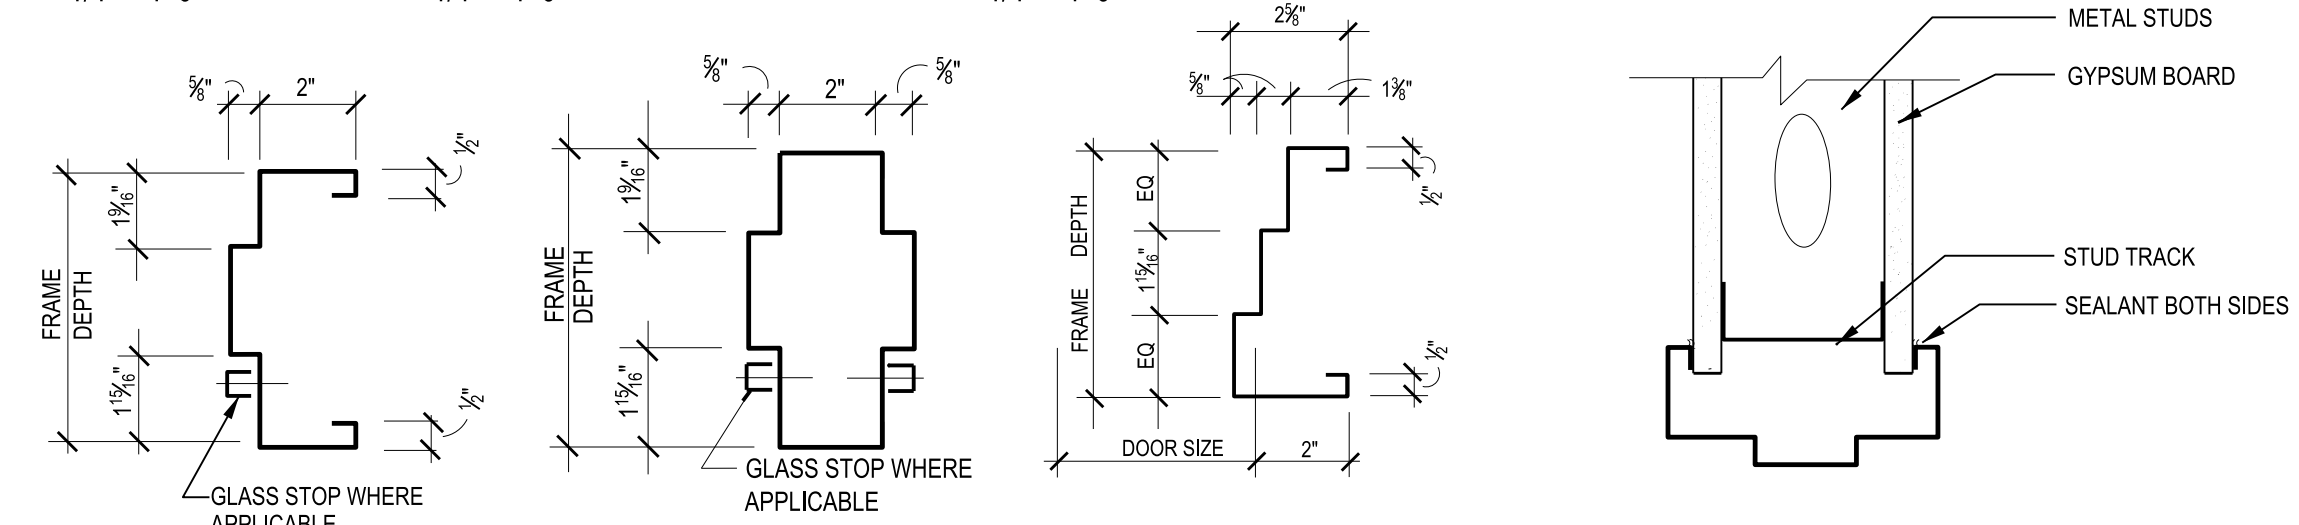 5/8"
2"
1/2"
1 9/16"
FRAME
DEPTH
1 15/16"
1/2"
GLASS STOP WHERE
APPLICABLE
5/8"
2"
5/8"
1 9/16"
FRAME
DEPTH
1 15/16"
GLASS STOP WHERE
APPLICABLE
2 5/8"
5/8"
1 3/8"
1/2"
EQ
FRAME DEPTH
1 15/16"
EQ
1/2"
DOOR SIZE
2"
METAL STUDS
GYPSUM BOARD
STUD TRACK
SEALANT BOTH SIDES